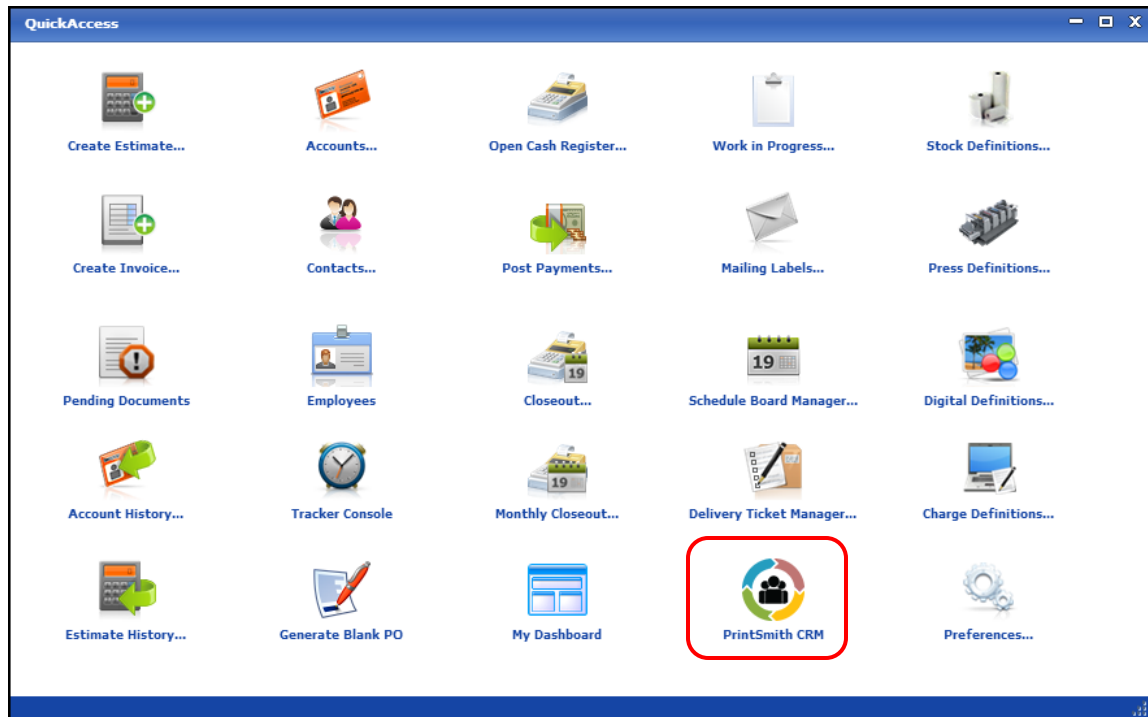 QuickAccess
Create Estimate...
Accounts...
Open Cash Register...
Work in Progress...
Stock Definitions...
Create Invoice...
Contacts...
Post Payments...
Mailing Labels...
Press Definitions...
19
19
Pending Documents
Employees
Closeout...
Schedule Board Manager...
Digital Definitions...
19
Account History...
Tracker Console
Monthly Closeout...
Delivery Ticket Manager...
Charge Definitions...
Estimate History...
Generate Blank PO
My Dashboard
PrintSmith CRM
Preferences...